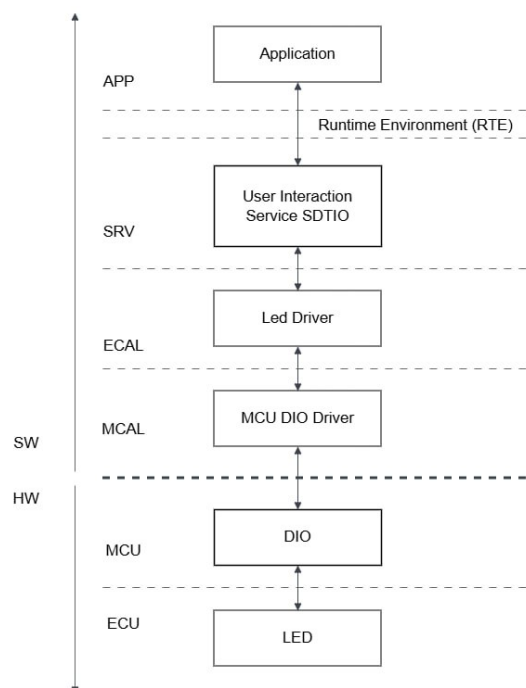 Application
APP
Runtime Environment (RTE)
User Interaction
Service SDTIO
SRV
Led Driver
ECAL
MCU DIO Driver
MCAL
SW
HW
DIO
MCU
ECU
LED